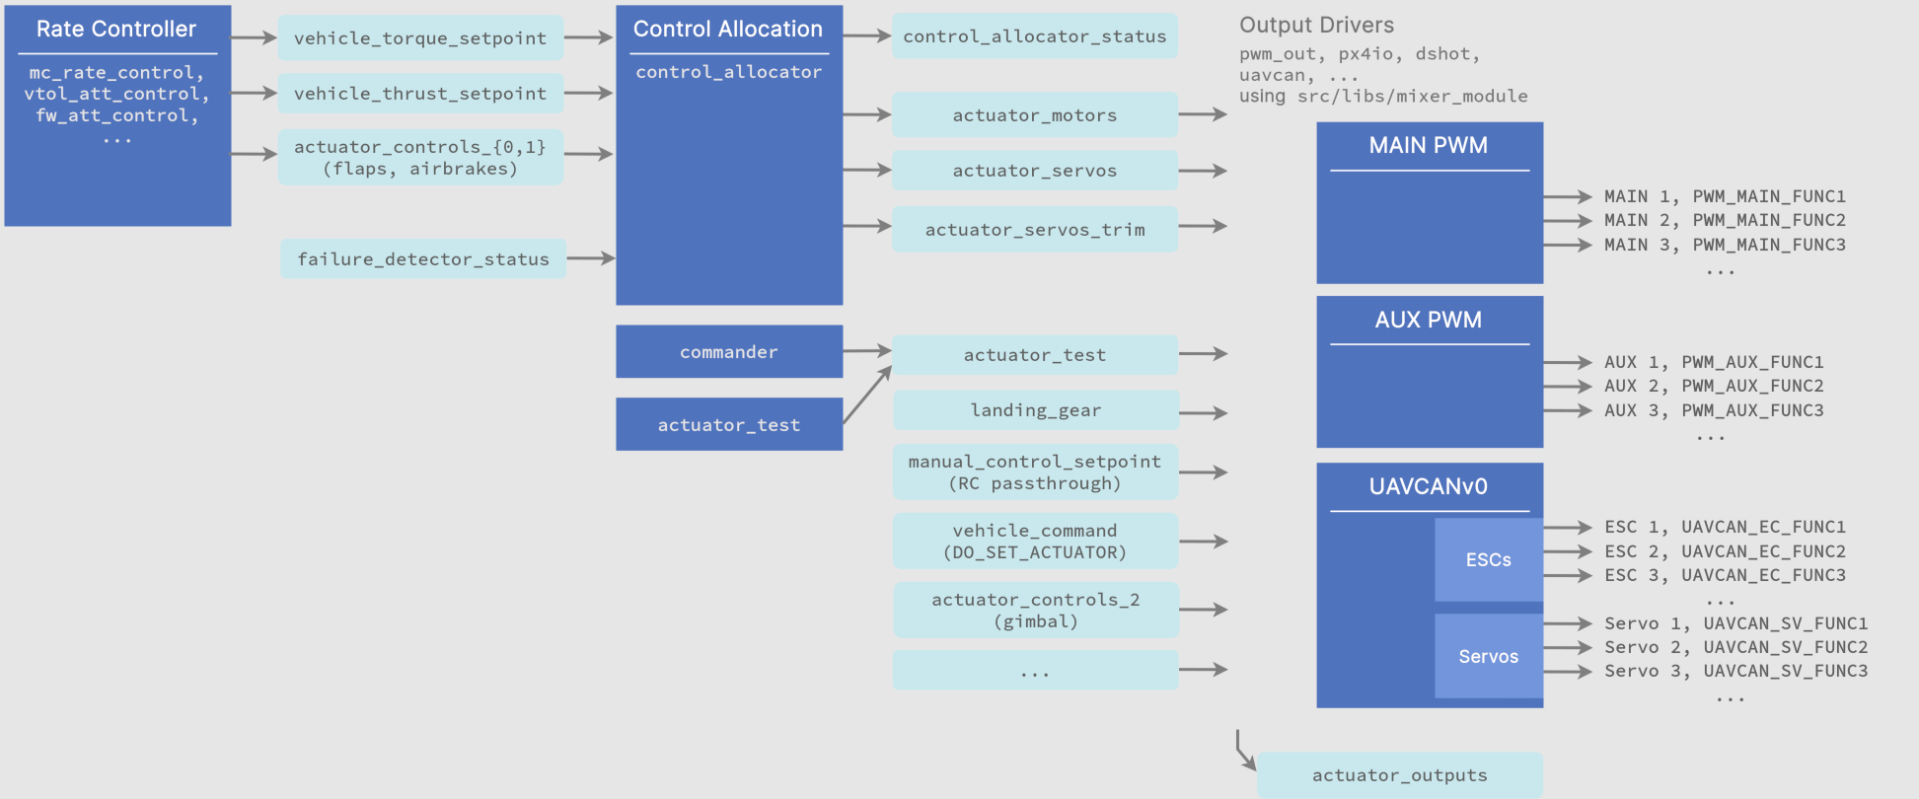 Rate Controller
mc_rate_control,
vtol_att_control,
fw_att_control,
...
vehicle_torque_setpoint
vehicle_thrust_setpoint
actuator_controls_{0,1}
(flaps, airbrakes)
failure_detector_status
Control Allocation
control_allocator
commander
actuator_test
control_allocator_status
actuator_motors
actuator_servos
actuator_servos_trim
actuator_test
landing_gear
manual_control_setpoint
(RC passthrough)
vehicle_command
(DO_SET_ACTUATOR)
actuator_controls_2
(gimbal)
...
Output Drivers
pwm_out, px4io, dshot,
uavcan, ...
using src/libs/mixer_module
MAIN PWM
MAIN 1, PWM_MAIN_FUNC1
MAIN 2, PWM_MAIN_FUNC2
MAIN 3, PWM_MAIN_FUNC3
...
AUX PWM
AUX 1, PWM_AUX_FUNC1
AUX 2, PWM_AUX_FUNC2
AUX 3, PWM_AUX_FUNC3
...
UAVCANv0
ESCs
ESC 1, UAVCAN_EC_FUNC1
ESC 2, UAVCAN_EC_FUNC2
ESC 3, UAVCAN_EC_FUNC3
...
Servos
Servo 1, UAVCAN_SV_FUNC1
Servo 2, UAVCAN_SV_FUNC2
Servo 3, UAVCAN_SV_FUNC3
...
actuator_outputs